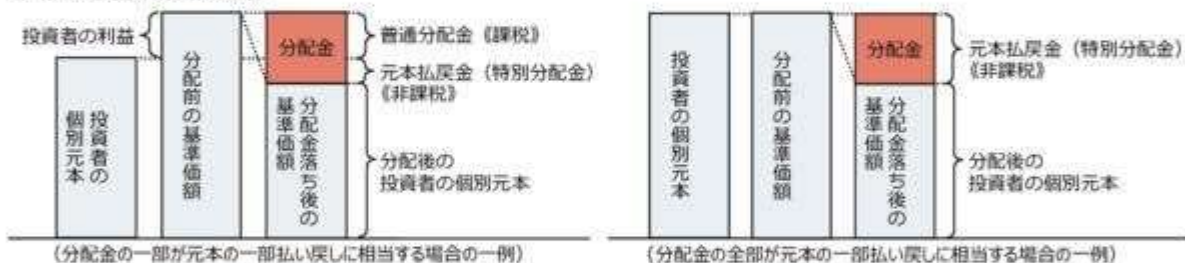 投資者の利益
投資者の
個別元本
分配前の基準価額
分配金
分配金落ち後の
基準価額
普通分配金《課税》
元本払戻金（特別分配金）
《非課税》
分配後の
投資者の個別元本
（分配金の一部が元本の一部払い戻しに相当する場合の一例）
投資者の個別元本
分配前の基準価額
分配金
分配金落ち後の
基準価額
元本払戻金（特別分配金）
《非課税》
分配後の
投資者の個別元本
（分配金の全部が元本の一部払い戻しに相当する場合の一例）